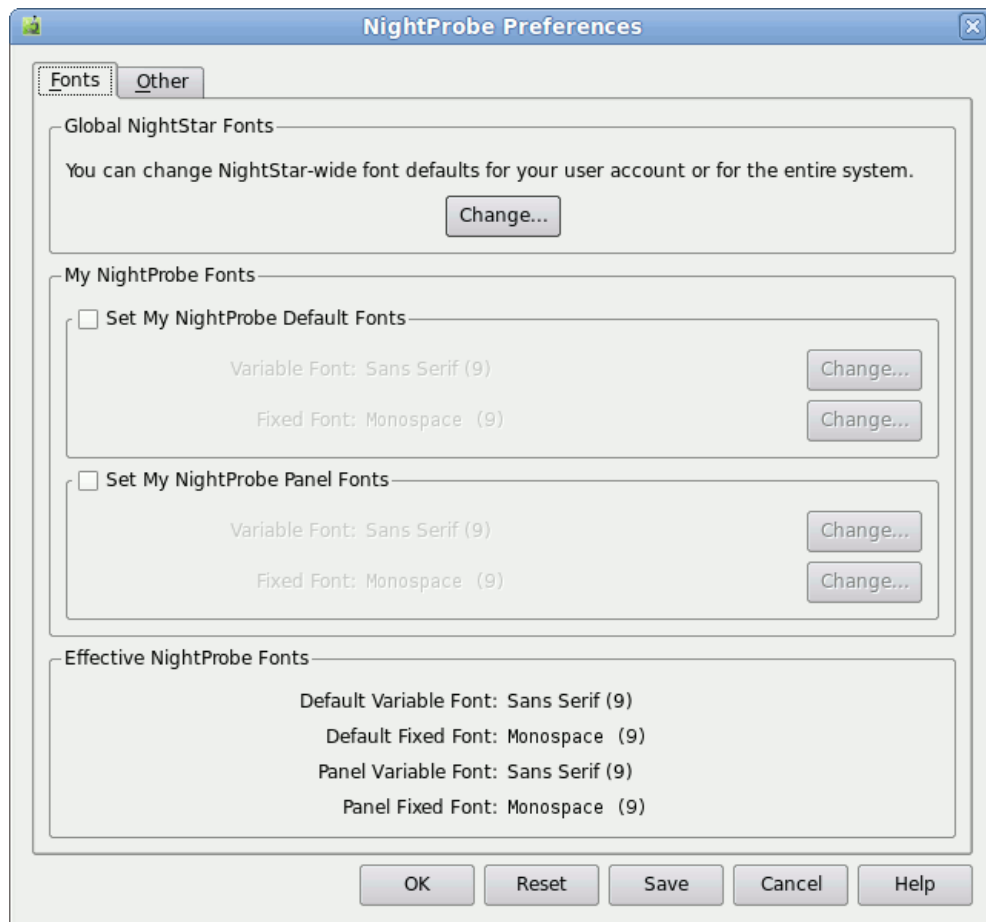 NightProbe Preferences
Fonts Other
Global NightStar Fonts
You can change NightStar-wide font defaults for your user account or for the entire system.
Change...
My NightProbe Fonts
Set My NightProbe Default Fonts
Variable Font: Sans Serif (9) Change...
Fixed Font: Monospace (9) Change...
Set My NightProbe Panel Fonts
Variable Font: Sans Serif (9) Change...
Fixed Font: Monospace (9) Change...
Effective NightProbe Fonts
Default Variable Font: Sans Serif (9)
Default Fixed Font: Monospace (9)
Panel Variable Font: Sans Serif (9)
Panel Fixed Font: Monospace (9)
OK Reset Save Cancel Help